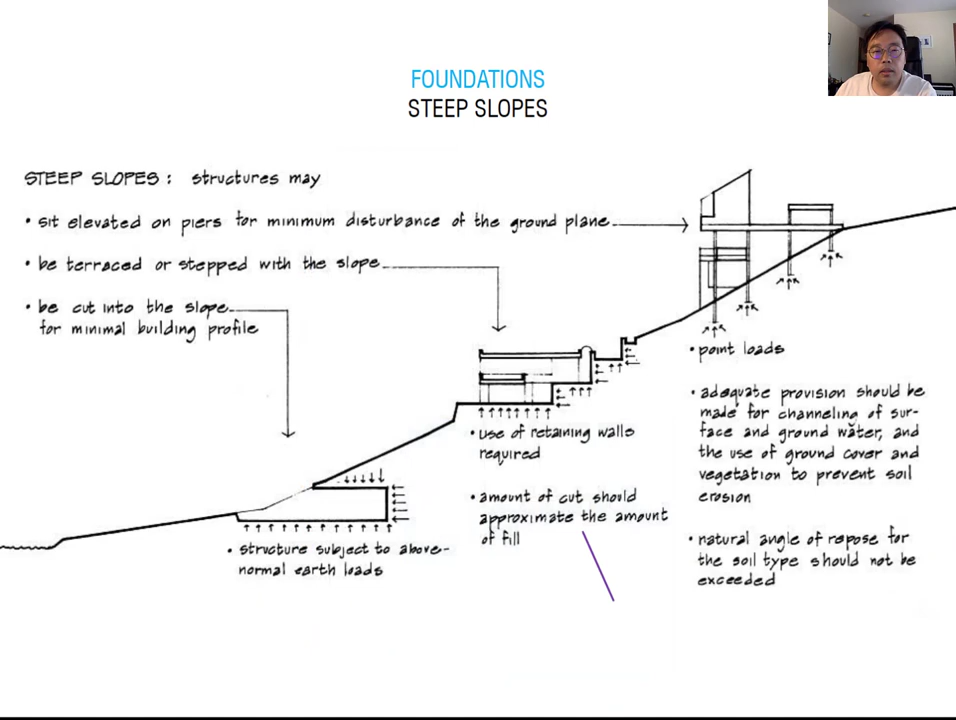 FOUNDATIONS
STEEP SLOPES
STEEP SLOPES: structures may
• sit elevated on piers for minimum disturbance of the ground plane
• be terraced or stepped with the slope
• be cut into the slope
for minimal building profile
• point loads
• adequate provision should be
made for channeling of sur-
face and ground water, and
the use of ground cover and
vegetation to prevent soil
erosion
• use of retaining walls
required
• amount of cut should
approximate the amount
of fill
• natural angle of repose for
the soil type should not be
exceeded
• structure subject to above-
normal earth loads